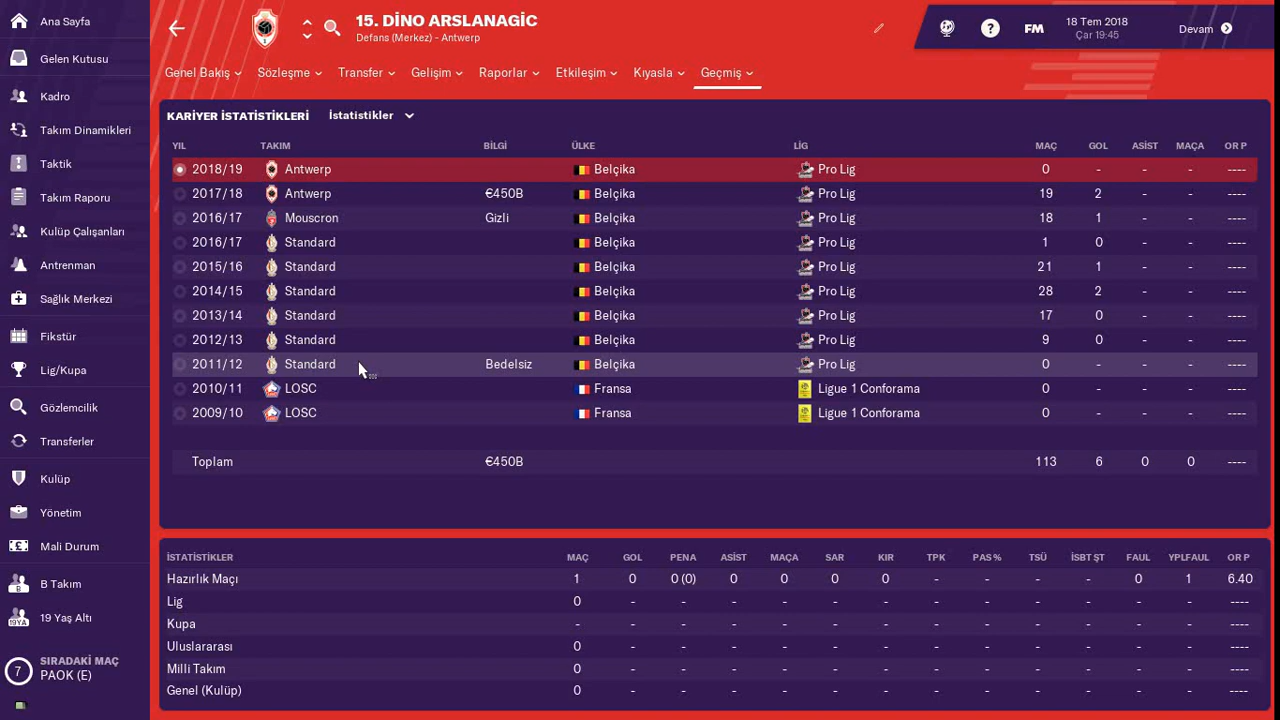 Ana Sayfa
Gelen Kutusu
Kadro
Takım Dinamikleri
Taktik
Takım Raporu
Kulüp Çalışanları
Antrenman
Sağlık Merkezi
Fikstür
Lig/Kupa
Gözlemcilik
Transferler
Kulüp
Yönetim
Mali Durum
B Takım
19 Yaş Altı
7 SIRADAKİ MAÇ
PAOK (E)
15. DİNO ARSLANAGİC
Defans (Merkez) - Antwerp
? FM 18 Tem 2018 Devam
Çar 19:45
Genel Bakış Sözleşme Transfer Gelişim Raporlar Etkileşim Kıyasla Geçmiş
KARİYER İSTATİSTİKLERİ İstatistikler
YIL TAKIM BİLGİ ÜLKE LİG MAÇ GOL ASİST MAÇA OR P
2018/19 Antwerp Belçika Pro Lig 0 - - - ----
2017/18 Antwerp €450B Belçika Pro Lig 19 2 - - ----
2016/17 Mouscron Gizli Belçika Pro Lig 18 1 - - ----
2016/17 Standard Belçika Pro Lig 1 0 - - ----
2015/16 Standard Belçika Pro Lig 21 1 - - ----
2014/15 Standard Belçika Pro Lig 28 2 - - ----
2013/14 Standard Belçika Pro Lig 17 0 - - ----
2012/13 Standard Belçika Pro Lig 9 0 - - ----
2011/12 Standard Bedelsiz Belçika Pro Lig 0 - - - ----
2010/11 LOSC Fransa Ligue 1 Conforama 0 - - - ----
2009/10 LOSC Fransa Ligue 1 Conforama 0 - - - ----
Toplam €450B 113 6 0 0 ----
İSTATİSTİKLER MAÇ GOL PENA ASİST MAÇA SAR KIR TPK PAS % TSÜ İSBT ŞT FAUL YPLFAUL OR P
Hazırlık Maçı 1 0 0 (0) 0 0 0 0 - - - - 0 1 6.40
Lig 0 - - - - - - - - - - - - ----
Kupa - - - - - - - - - - - - - ----
Uluslararası 0 - - - - - - - - - - - - ----
Milli Takım 0 - - - - - - - - - - - - ----
Genel (Kulüp) 0 - - - - - - - - - - - - ----